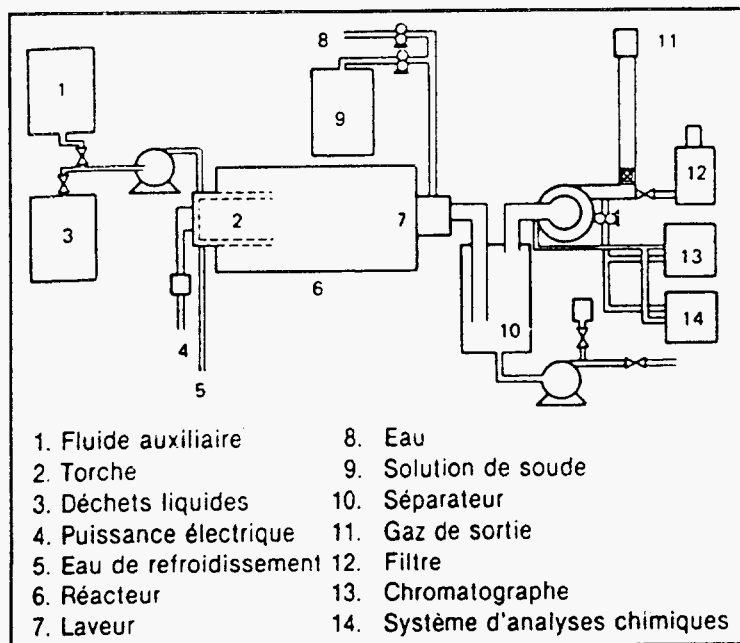 8
11
1
9
12
2
7
3
13
6
14
10
4
5
1. Fluide auxiliaire
2. Torche
3. Déchets liquides
4. Puissance électrique
5. Eau de refroidissement
6. Réacteur
7. Laveur
8. Eau
9. Solution de soude
10. Séparateur
11. Gaz de sortie
12. Filtre
13. Chromatographe
14. Système d'analyses chimiques